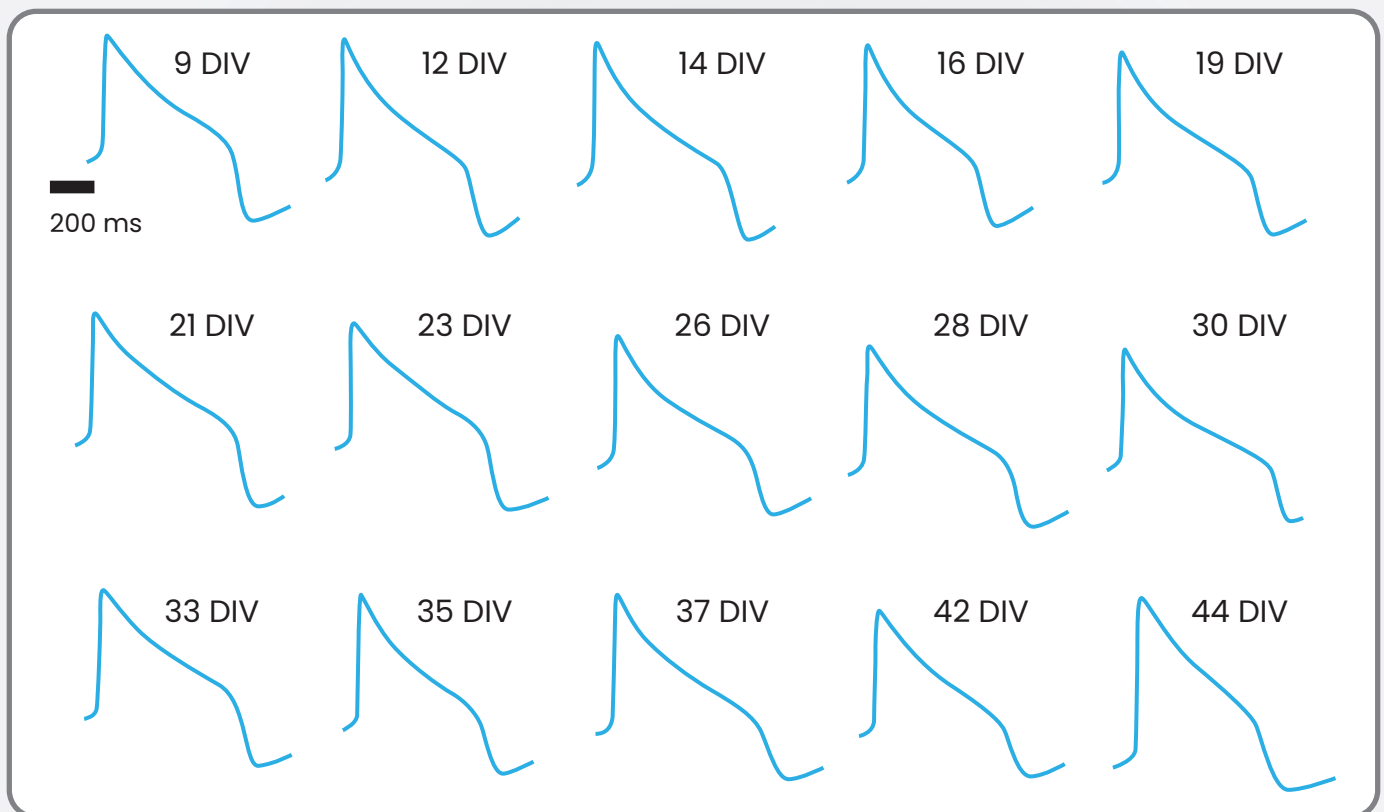 9 DIV
12 DIV
14 DIV
16 DIV
19 DIV
200 ms
21 DIV
23 DIV
26 DIV
28 DIV
30 DIV
33 DIV
35 DIV
37 DIV
42 DIV
44 DIV